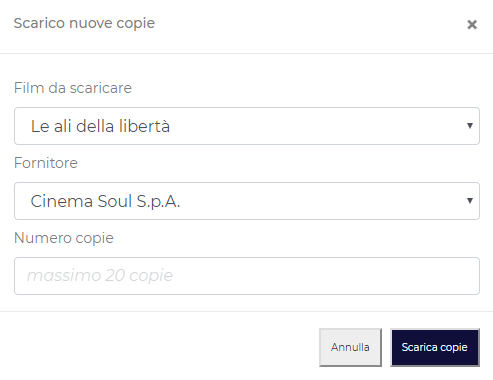 Scarico nuove copie
Film da scaricare
Le ali della libertà
Fornitore
Cinema Soul S.p.A.
Numero copie
massimo 20 copie
Annulla
Scarica copie